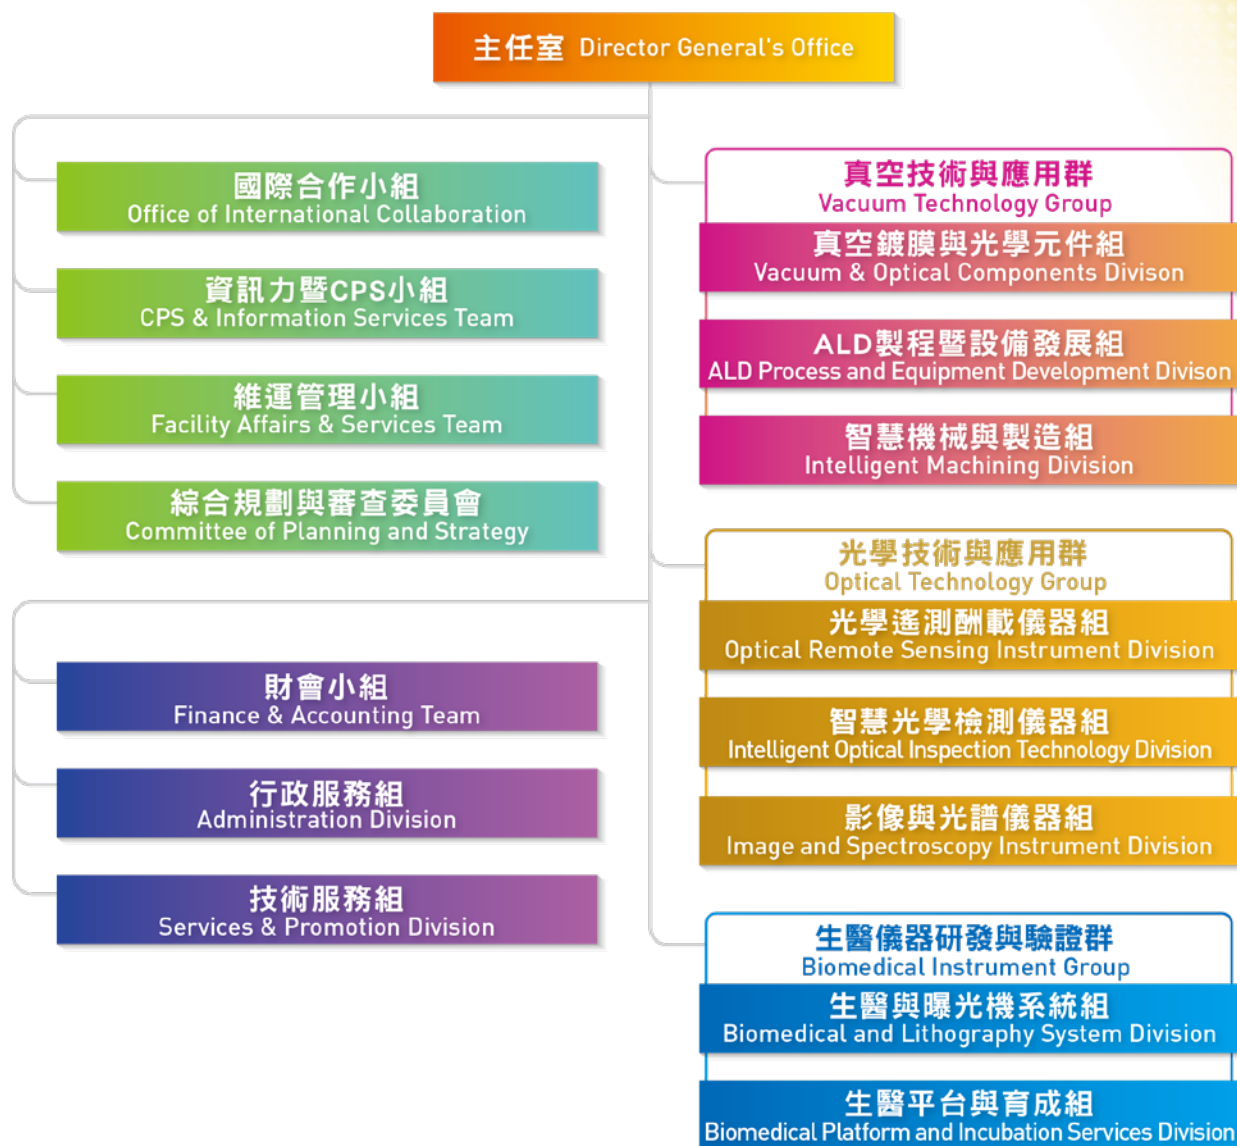 主任室 Director General's Office
國際合作小組
Office of International Collaboration
資訊力暨CPS小組
CPS & Information Services Team
維運管理小組
Facility Affairs & Services Team
綜合規劃與審查委員會
Committee of Planning and Strategy
財會小組
Finance & Accounting Team
行政服務組
Administration Division
技術服務組
Services & Promotion Division
真空技術與應用群
Vacuum Technology Group
真空鍍膜與光學元件組
Vacuum & Optical Components Divison
ALD製程暨設備發展組
ALD Process and Equipment Development Divison
智慧機械與製造組
Intelligent Machining Division
光學技術與應用群
Optical Technology Group
光學遙測酬載儀器組
Optical Remote Sensing Instrument Division
智慧光學檢測儀器組
Intelligent Optical Inspection Technology Division
影像與光譜儀器組
Image and Spectroscopy Instrument Division
生醫儀器研發與驗證群
Biomedical Instrument Group
生醫與曝光機系統組
Biomedical and Lithography System Division
生醫平台與育成組
Biomedical Platform and Incubation Services Division